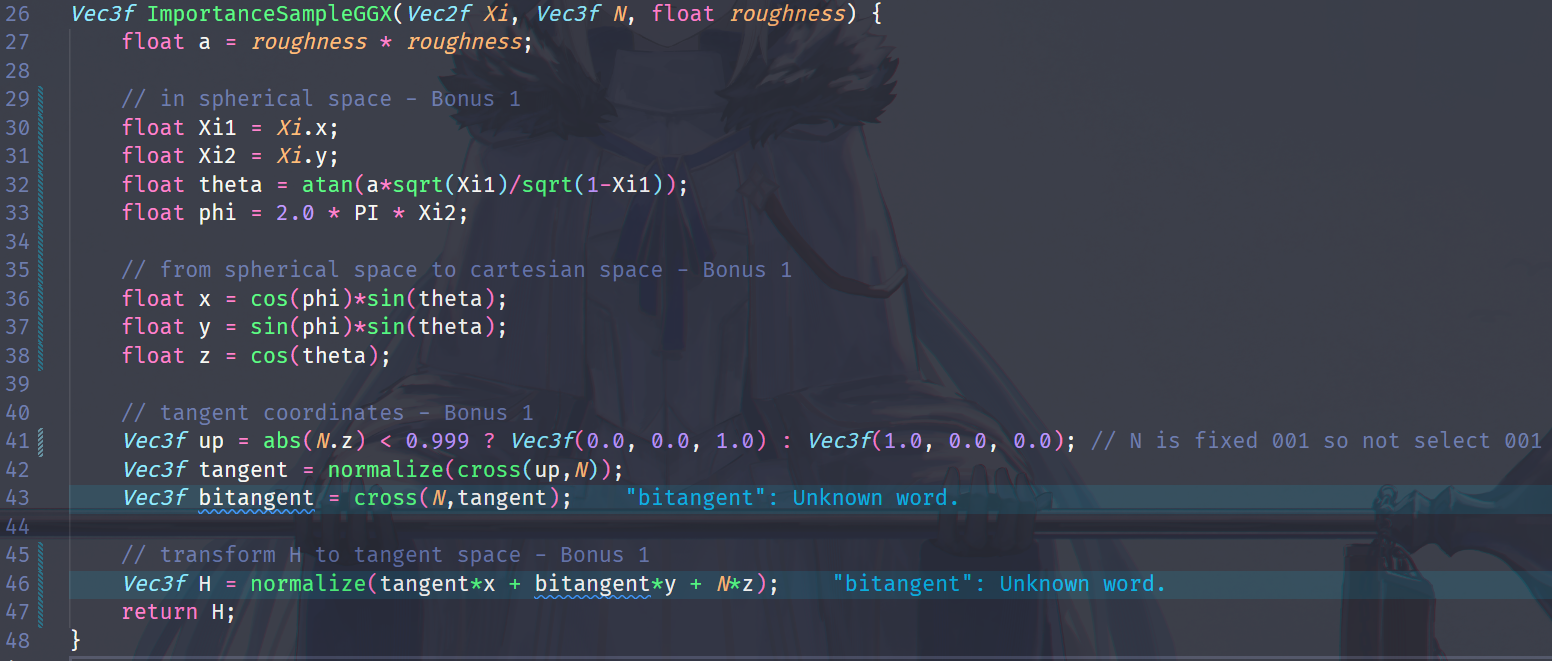 26 Vec3f ImportanceSampleGGX(Vec2f Xi, Vec3f N, float roughness) {
27 float a = roughness * roughness;
28
29 // in spherical space - Bonus 1
30 float Xi1 = Xi.x;
31 float Xi2 = Xi.y;
32 float theta = atan(a*sqrt(Xi1)/sqrt(1-Xi1));
33 float phi = 2.0 * PI * Xi2;
34
35 // from spherical space to cartesian space - Bonus 1
36 float x = cos(phi)*sin(theta);
37 float y = sin(phi)*sin(theta);
38 float z = cos(theta);
39
40 // tangent coordinates - Bonus 1
41 Vec3f up = abs(N.z) < 0.999 ? Vec3f(0.0, 0.0, 1.0) : Vec3f(1.0, 0.0, 0.0); // N is fixed 001 so not select 001
42 Vec3f tangent = normalize(cross(up,N));
43 Vec3f bitangent = cross(N,tangent); "bitangent": Unknown word.
44
45 // transform H to tangent space - Bonus 1
46 Vec3f H = normalize(tangent*x + bitangent*y + N*z); "bitangent": Unknown word.
47 return H;
48 }